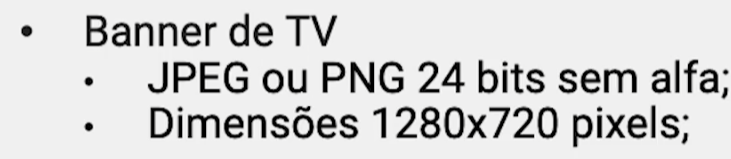 • Banner de TV
• JPEG ou PNG 24 bits sem alfa;
• Dimensões 1280x720 pixels;